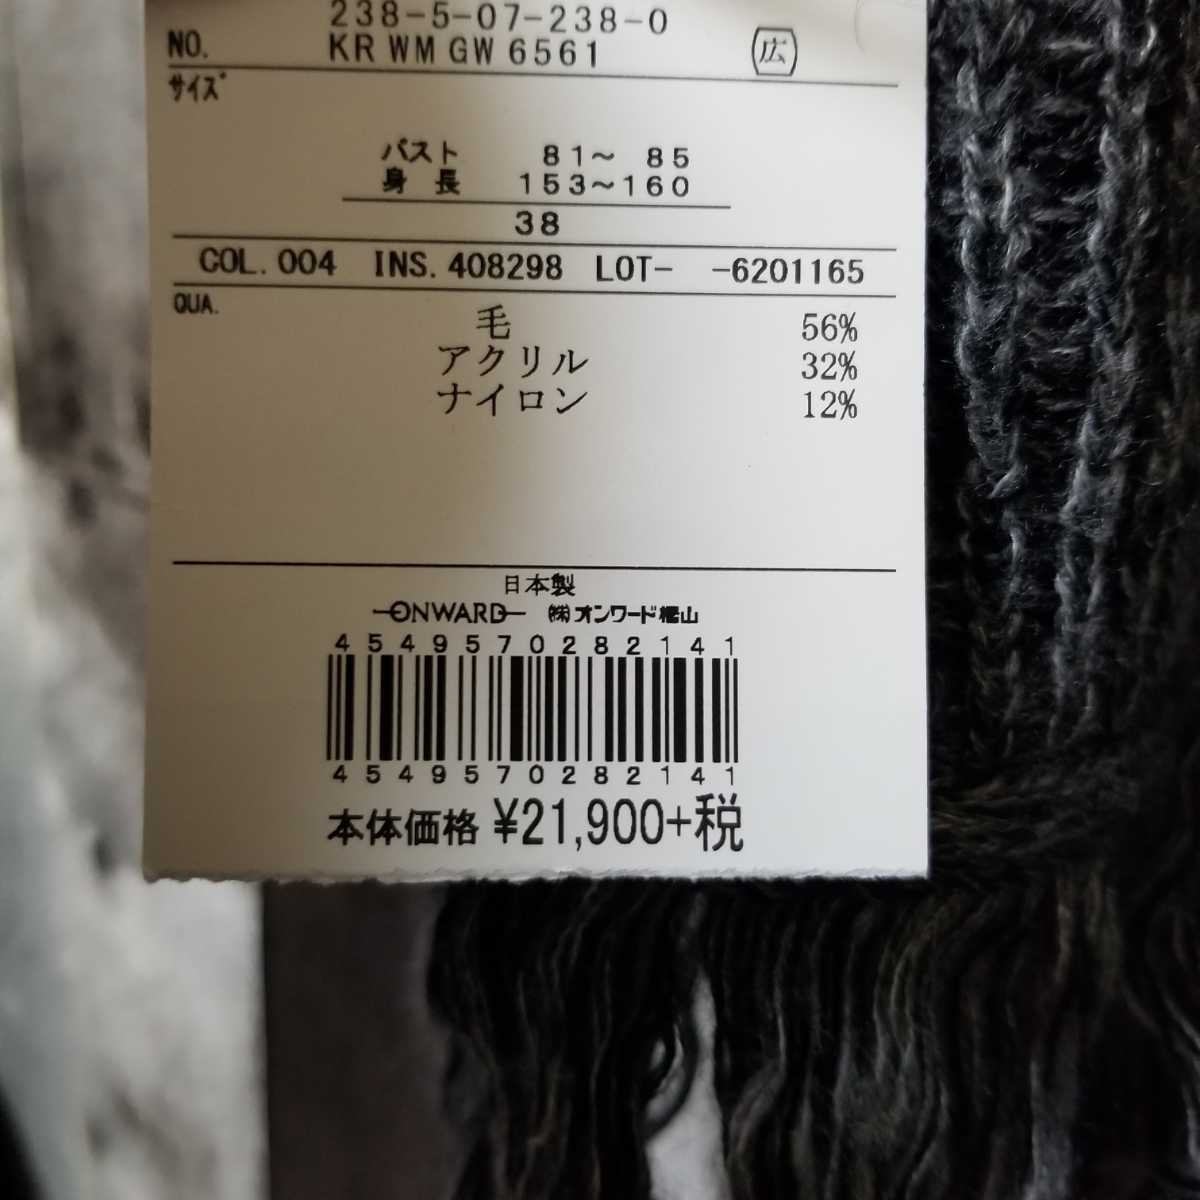 238-5-07-238-0
NO. KR WM GW 6561 広
サイズ
バスト 81～ 85
身 長 153～160
38
COL. 004 INS. 408298 LOT- -6201165
QUA.
毛 56%
アクリル 32%
ナイロン 12%
日本製
ONWARD ㈱オンワード樫山
4549570282141
4549570282141
本体価格 ¥21,900+税